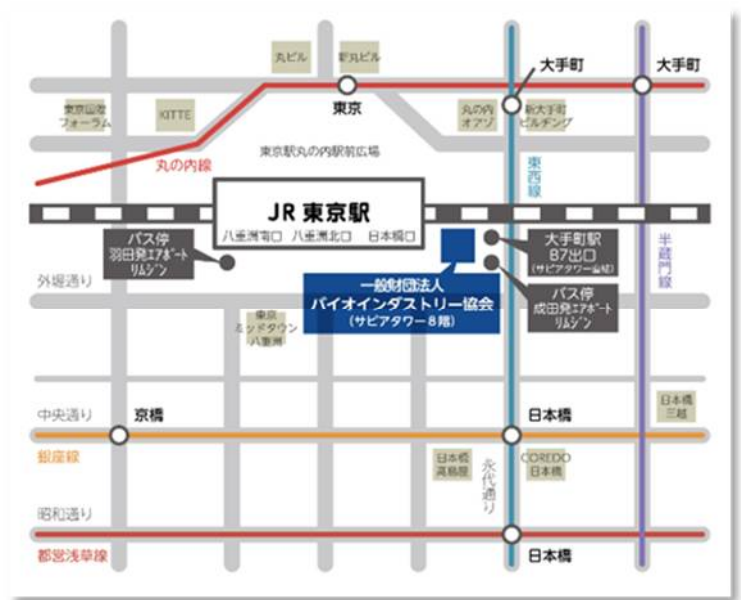 丸ビル
新丸ビル
大手町
大手町
東京国際
フォーラム
KITTE
東京
丸の内
オアゾ
新大手町
ビルヂング
東京駅丸の内駅前広場
丸の内線
東西線
JR 東京駅
八重洲南口 八重洲北口 日本橋口
バス停
羽田発エアポート
リムジン
大手町駅
B7出口
(サピアタワー直結)
半蔵門線
外堀通り
一般財団法人
バイオインダストリー協会
(サピアタワー８階)
バス停
成田発エアポート
リムジン
東京
ミッドタウン
八重洲
中央通り
京橋
日本橋
日本橋
三越
銀座線
日本橋
髙島屋
永代通り
COREDO
日本橋
昭和通り
都営浅草線
日本橋